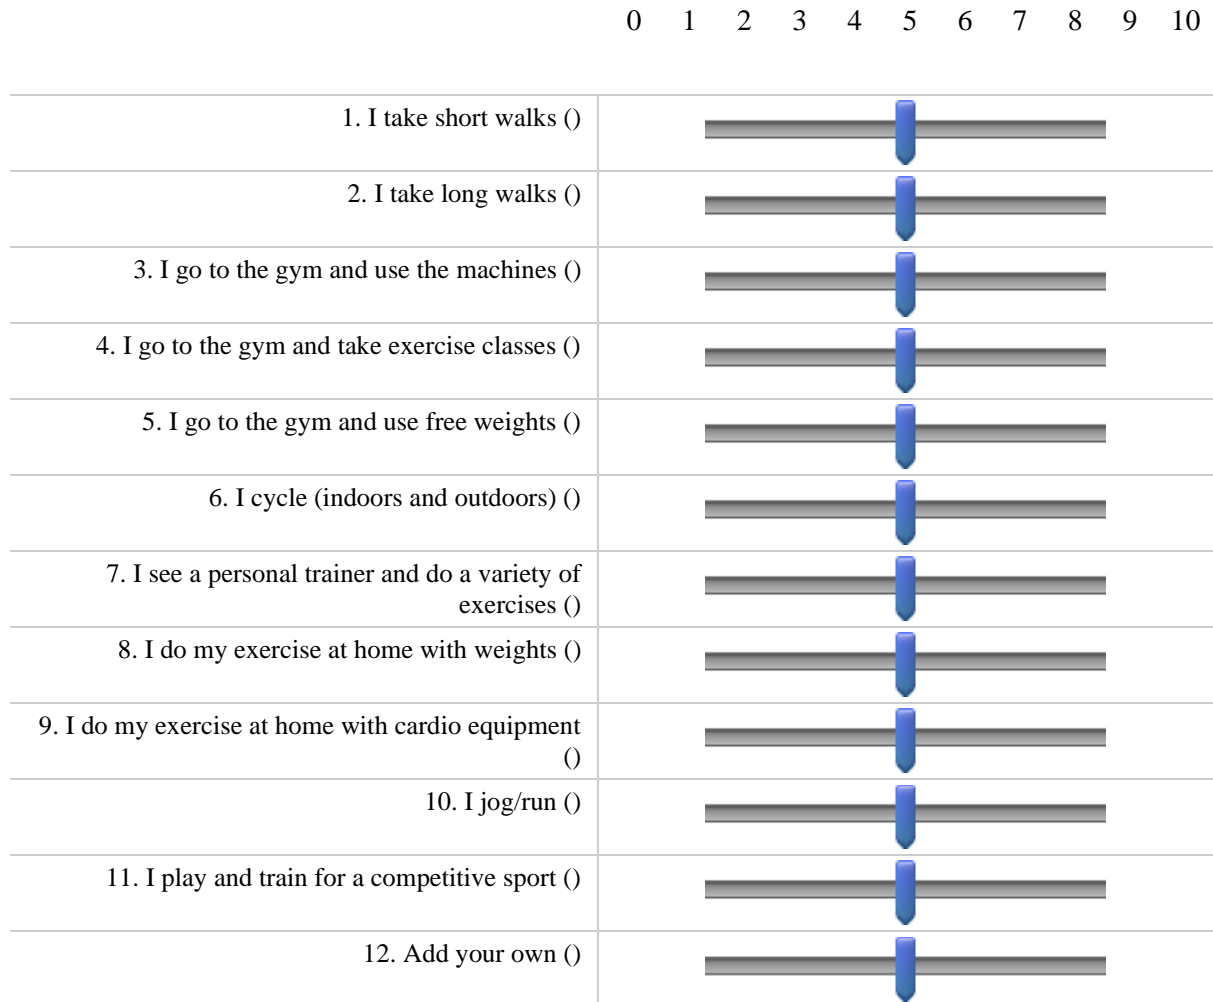 0 1 2 3 4 5 6 7 8 9 10
1. I take short walks ()
2. I take long walks ()
3. I go to the gym and use the machines ()
4. I go to the gym and take exercise classes ()
5. I go to the gym and use free weights ()
6. I cycle (indoors and outdoors) ()
7. I see a personal trainer and do a variety of
exercises ()
8. I do my exercise at home with weights ()
9. I do my exercise at home with cardio equipment
()
10. I jog/run ()
11. I play and train for a competitive sport ()
12. Add your own ()